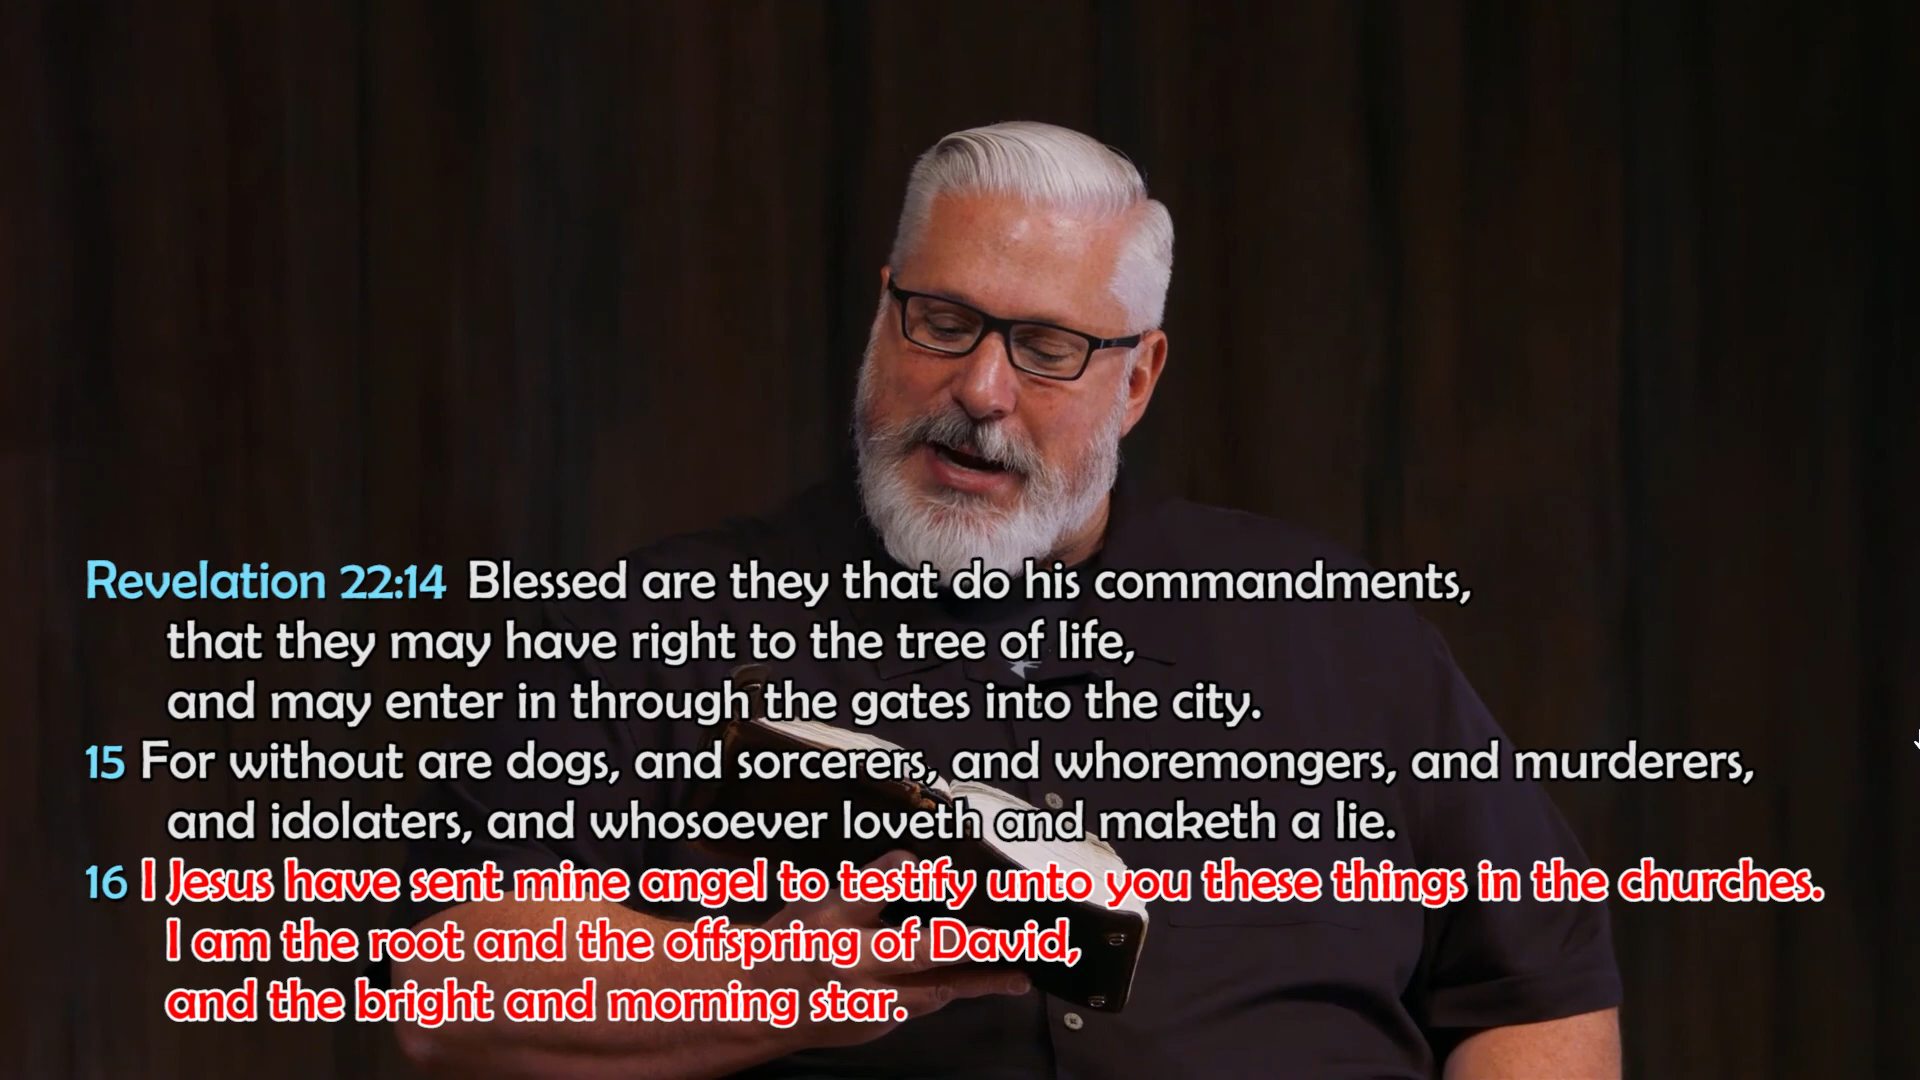 Revelation 22:14 Blessed are they that do his commandments,
that they may have right to the tree of life,
and may enter in through the gates into the city.
15 For without are dogs, and sorcerers, and whoremongers, and murderers,
and idolaters, and whosoever loveth and maketh a lie.
16 I Jesus have sent mine angel to testify unto you these things in the churches.
I am the root and the offspring of David,
and the bright and morning star.